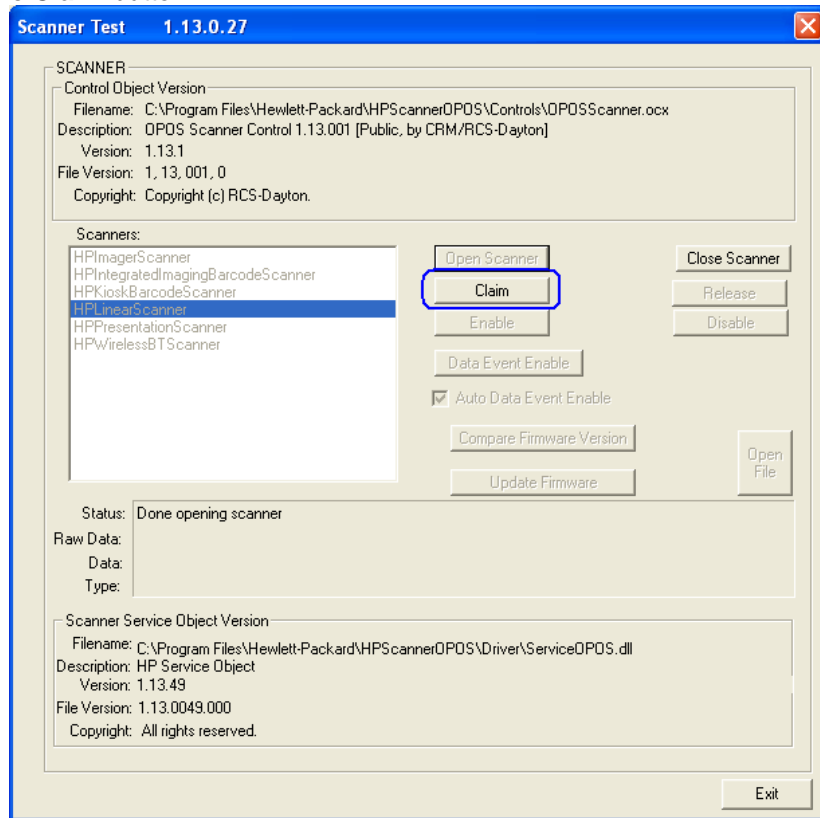 Scanner Test 1.13.0.27
SCANNER
Control Object Version
Filename: C:\Program Files\Hewlett-Packard\HPScannerOPOS\Controls\OPOSScanner.ocx
Description: OPOS Scanner Control 1.13.001 [Public, by CRM/RCS-Dayton]
Version: 1.13.1
File Version: 1, 13, 001, 0
Copyright: Copyright (c) RCS-Dayton.
Scanners:
HPImagerScanner
HPIntegratedImagingBarcodeScanner
HPKioskBarcodeScanner
HPLinearScanner
HPPresentationScanner
HPWirelessBTScanner
Open Scanner
Close Scanner
Claim
Release
Enable
Disable
Data Event Enable
Auto Data Event Enable
Compare Firmware Version
Update Firmware
Open
File
Status: Done opening scanner
Raw Data:
Data:
Type:
Scanner Service Object Version
Filename: C:\Program Files\Hewlett-Packard\HPScannerOPOS\Driver\ServiceOPOS.dll
Description: HP Service Object
Version: 1.13.49
File Version: 1.13.0049.000
Copyright: All rights reserved.
Exit